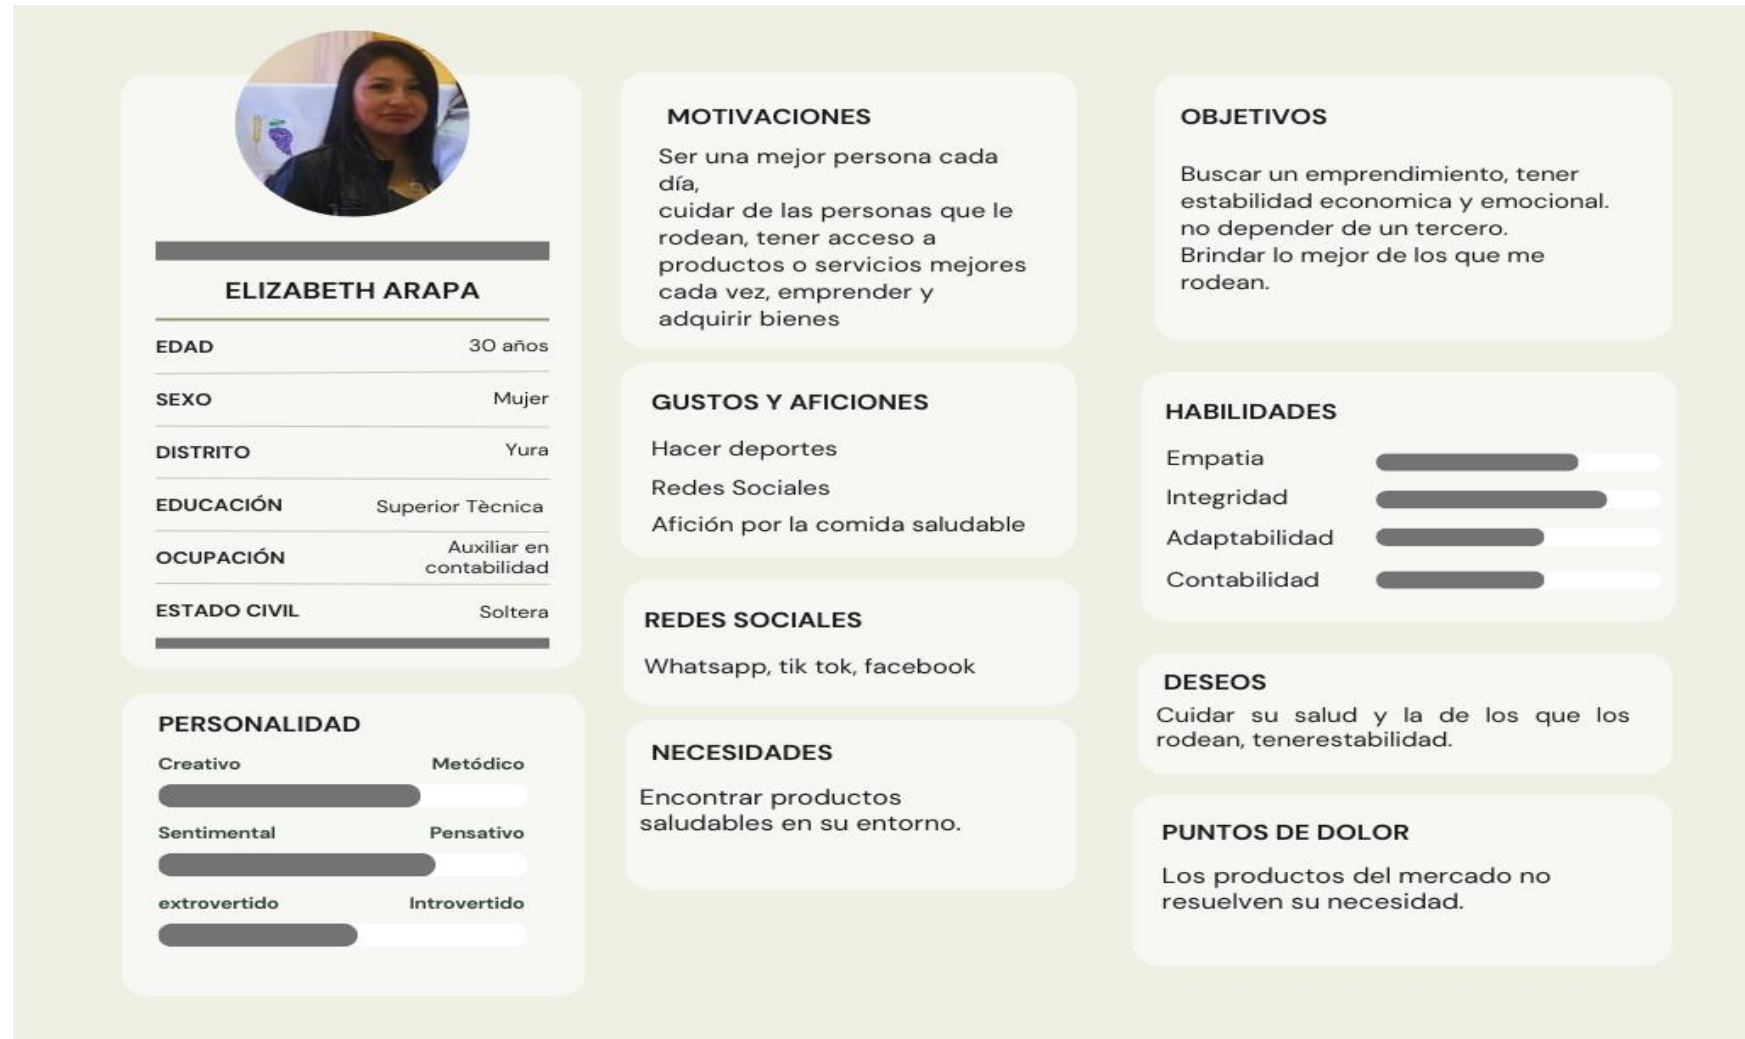 ELIZABETH ARAPA
EDAD 30 años
SEXO Mujer
DISTRITO Yura
EDUCACIÓN Superior Tècnica
OCUPACIÓN Auxiliar en
contabilidad
ESTADO CIVIL Soltera
PERSONALIDAD
Creativo Metódico
Sentimental Pensativo
extrovertido Introvertido
MOTIVACIONES
Ser una mejor persona cada
día,
cuidar de las personas que le
rodean, tener acceso a
productos o servicios mejores
cada vez, emprender y
adquirir bienes
GUSTOS Y AFICIONES
Hacer deportes
Redes Sociales
Afición por la comida saludable
REDES SOCIALES
Whatsapp, tik tok, facebook
NECESIDADES
Encontrar productos
saludables en su entorno.
OBJETIVOS
Buscar un emprendimiento, tener
estabilidad economica y emocional.
no depender de un tercero.
Brindar lo mejor de los que me
rodean.
HABILIDADES
Empatia
Integridad
Adaptabilidad
Contabilidad
DESEOS
Cuidar su salud y la de los que los
rodean, tenerestabilidad.
PUNTOS DE DOLOR
Los productos del mercado no
resuelven su necesidad.